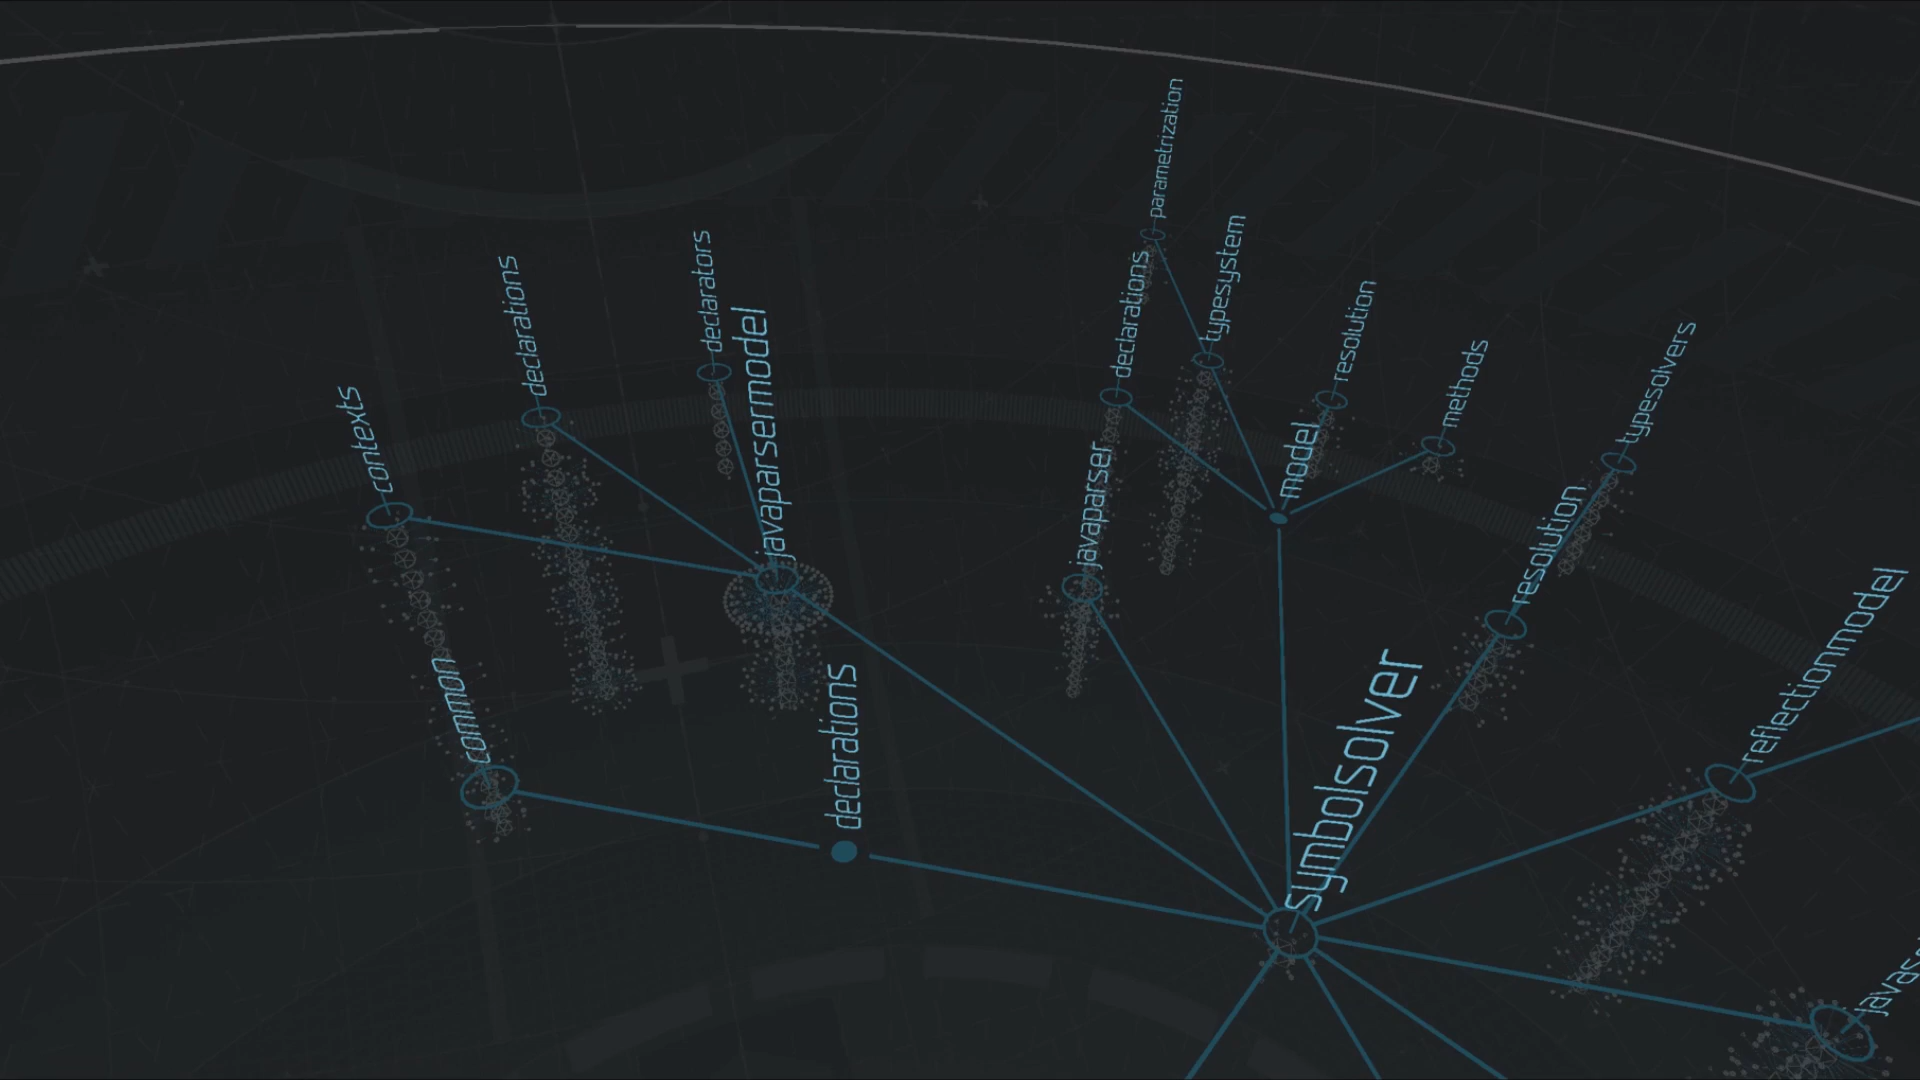 parametrization
declarations
typesystem
declarations
declarators
resolution
methods
typesolvers
contexts
javaparsermodel
javaparser
model
resolution
reflectionmodel
common
declarations
symbolsolver